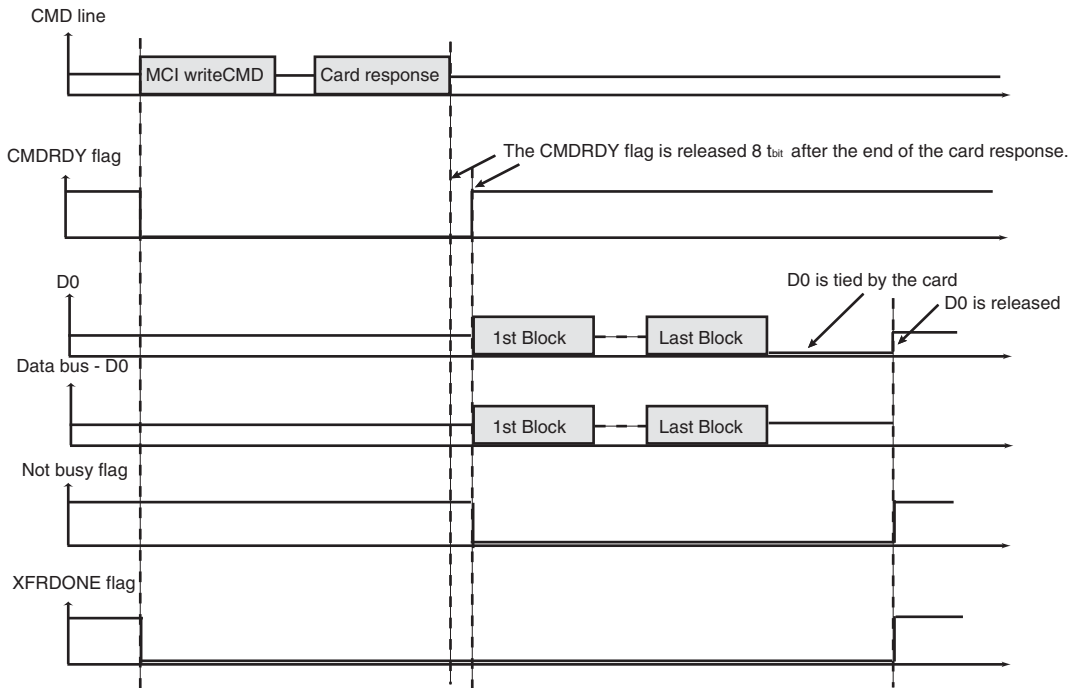 CMD line
MCI writeCMD
Card response
The CMDRDY flag is released 8 tbit after the end of the card response.
CMDRDY flag
D0
D0 is tied by the card
D0 is released
1st Block
Last Block
Data bus - D0
1st Block
Last Block
Not busy flag
XFRDONE flag